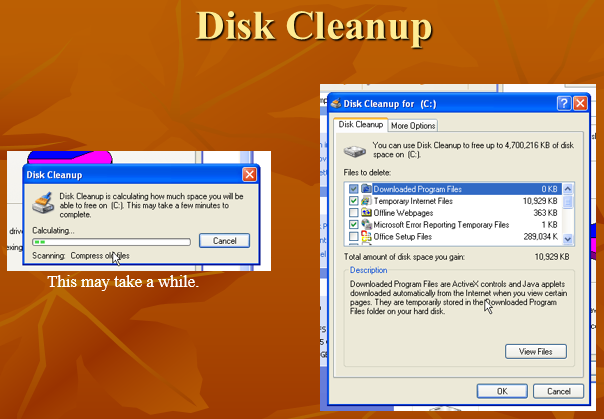 Disk Cleanup
Disk Cleanup
Disk Cleanup is calculating how much space you will be
able to free on (C:). This may take a few minutes to
complete.
Calculating...
Cancel
Scanning: Compress old files
This may take a while.
Disk Cleanup for (C:)
Disk Cleanup
More Options
You can use Disk Cleanup to free up to 4,700,216 KB of disk
space on (C:).
Files to delete:
Downloaded Program Files 0 KB
Temporary Internet Files 10,929 KB
Offline Webpages 363 KB
Microsoft Error Reporting Temporary Files 1 KB
Office Setup Files 289,034 K
Total amount of disk space you gain: 10,929 KB
Description
Downloaded Program Files are ActiveX controls and Java applets
downloaded automatically from the Internet when you view certain
pages. They are temporarily stored in the Downloaded Program
Files folder on your hard disk.
View Files
OK
Cancel